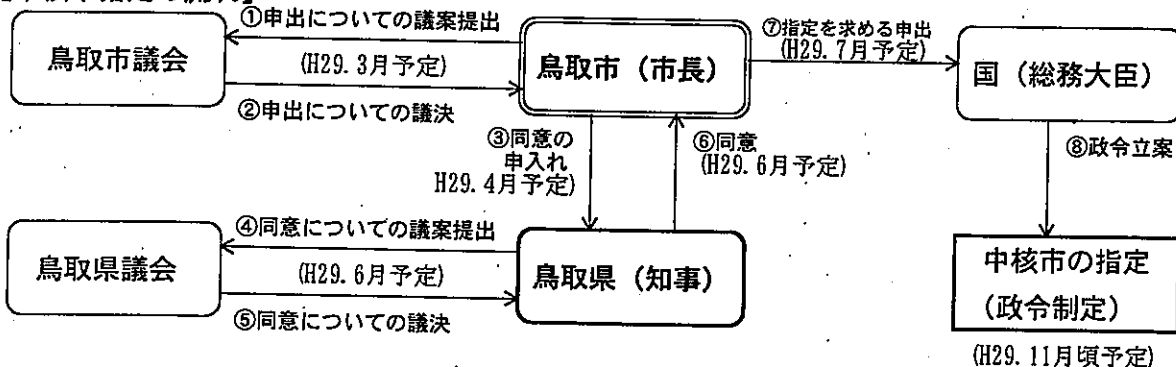 ①申出についての議案提出
鳥取市議会
(H29.3月予定)
②申出についての議決
鳥取市(市長)
⑦指定を求める申出
(H29.7月予定)
国(総務大臣)
③同意の
申入れ
H29.4月予定)
⑥同意
(H29.6月予定)
⑧政令立案
④同意についての議案提出
鳥取県議会
(H29.6月予定)
⑤同意についての議決
鳥取県(知事)
中核市の指定
(政令制定)
(H29.11月頃予定)